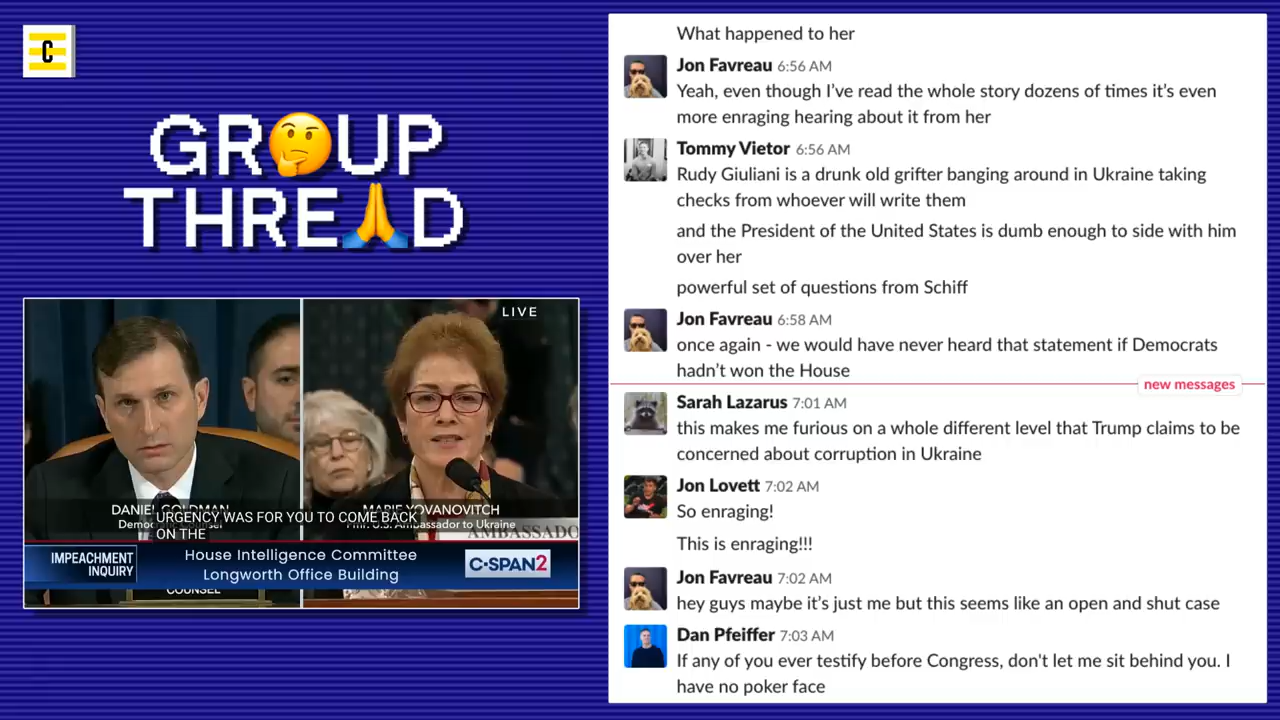 C
GR🤔UP
THRE🙏D
LIVE
DANIEL GOLDMAN
MARIE YOVANOVITCH
Fmr. U.S. Ambassador to Ukraine
URGENCY WAS FOR YOU TO COME BACK
ON THE
AMBASSADO
IMPEACHMENT
INQUIRY
House Intelligence Committee
Longworth Office Building
C-SPAN2
COUNSEL
What happened to her
Jon Favreau 6:56 AM
Yeah, even though I've read the whole story dozens of times it's even
more enraging hearing about it from her
Tommy Vietor 6:56 AM
Rudy Giuliani is a drunk old grifter banging around in Ukraine taking
checks from whoever will write them
and the President of the United States is dumb enough to side with him
over her
powerful set of questions from Schiff
Jon Favreau 6:58 AM
once again - we would have never heard that statement if Democrats
hadn't won the House
new messages
Sarah Lazarus 7:01 AM
this makes me furious on a whole different level that Trump claims to be
concerned about corruption in Ukraine
Jon Lovett 7:02 AM
So enraging!
This is enraging!!!
Jon Favreau 7:02 AM
hey guys maybe it's just me but this seems like an open and shut case
Dan Pfeiffer 7:03 AM
If any of you ever testify before Congress, don't let me sit behind you. I
have no poker face